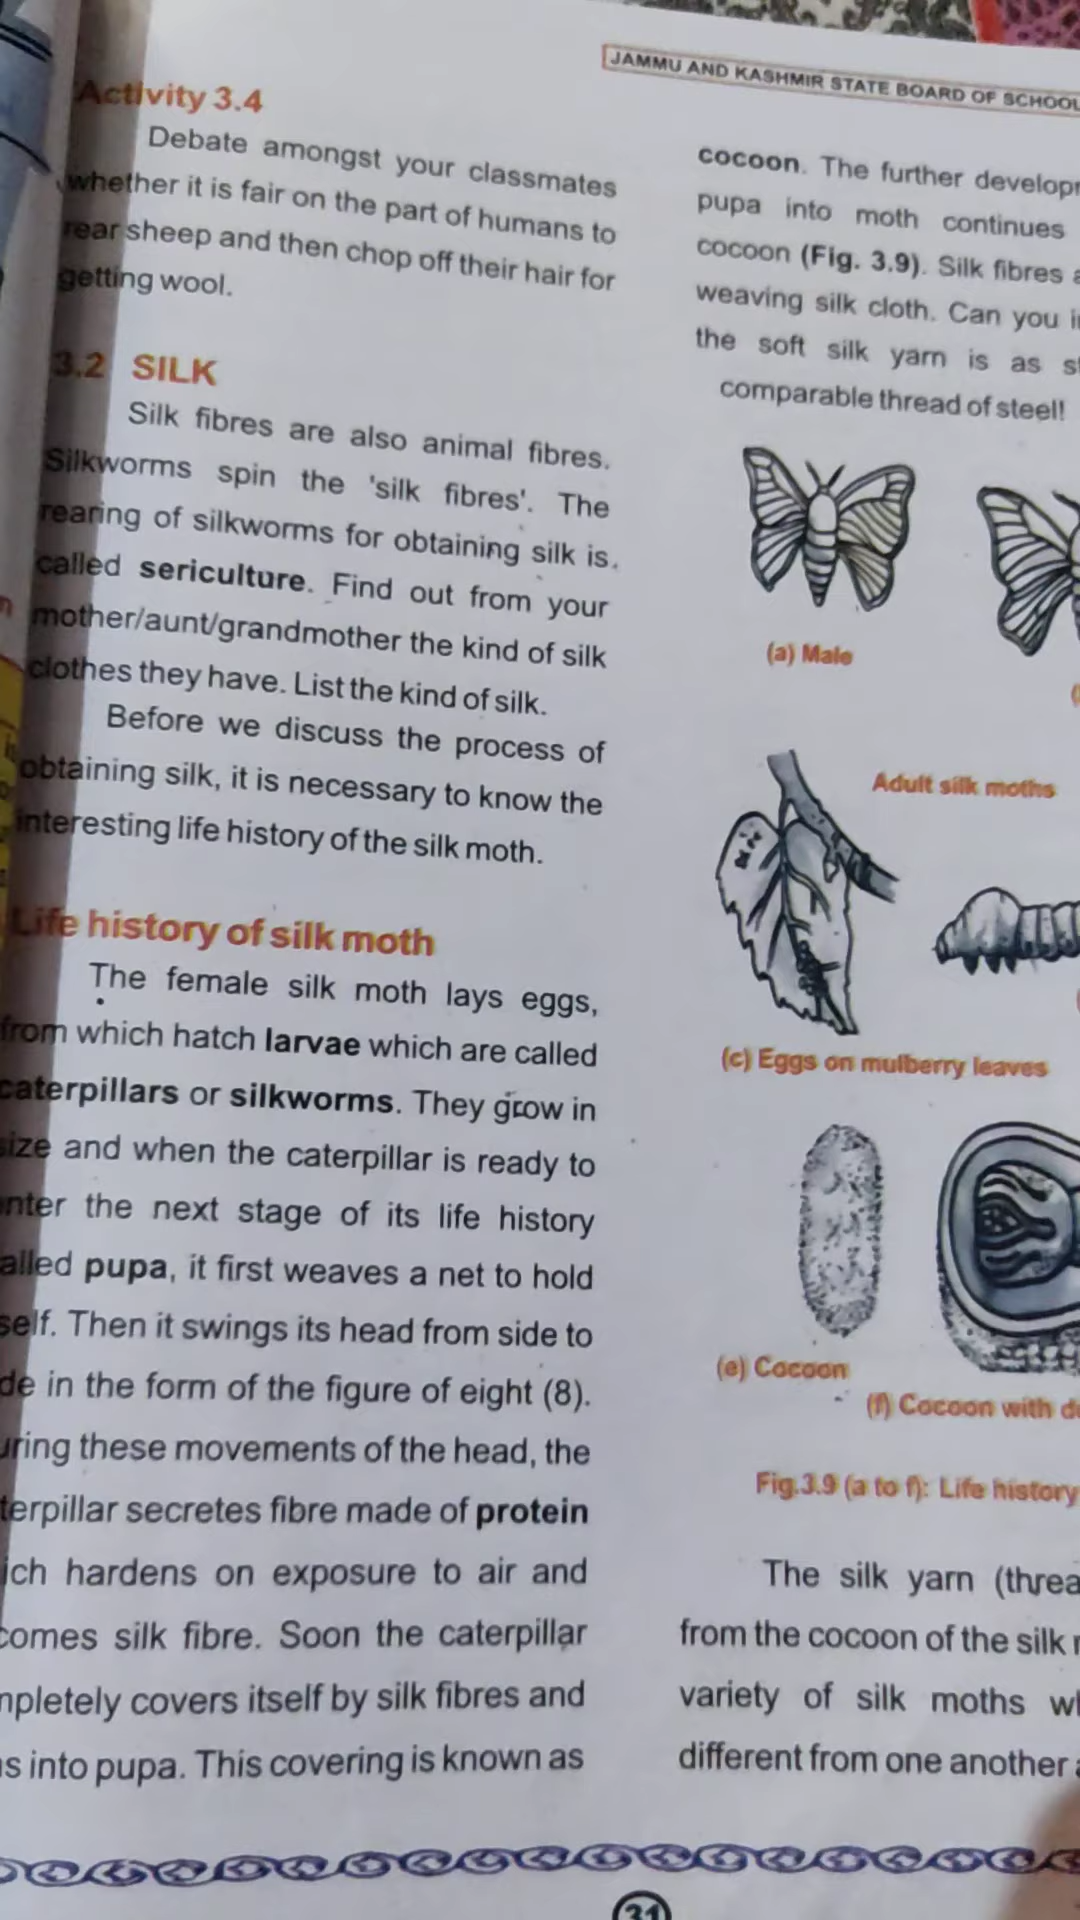 JAMMU AND KASHMIR STATE BOARD OF SCHOOL
Activity 3.4
Debate amongst your classmates
whether it is fair on the part of humans to
rear sheep and then chop off their hair for
getting wool.
3.2 SILK
Silk fibres are also animal fibres.
Silkworms spin the 'silk fibres'. The
rearing of silkworms for obtaining silk is
called sericulture. Find out from your
mother/aunt/grandmother the kind of silk
clothes they have. List the kind of silk.
Before we discuss the process of
obtaining silk, it is necessary to know the
interesting life history of the silk moth.
Life history of silk moth
The female silk moth lays eggs,
from which hatch larvae which are called
caterpillars or silkworms. They grow in
size and when the caterpillar is ready to
the next stage of its life history
pupa, it first weaves a net to hold
Then it swings its head from side to
in the form of the figure of eight (8).
these movements of the head, the
secretes fibre made of protein
hardens on exposure to air and
silk fibre. Soon the caterpillar
covers itself by silk fibres and
into pupa. This covering is known as
cocoon. The further
pupa into moth continues
cocoon (Fig. 3.9). Silk fibres
weaving silk cloth. Can you
the soft silk yarn is as
comparable thread of steel!
(a) Male
Adult silk moths
(c) Eggs on mulberry leaves
(e) Cocoon
(f) Cocoon with
Fig.3.9 (a to f): Life history
The silk yarn
from the cocoon of the silk
variety of silk moths
different from one another
31